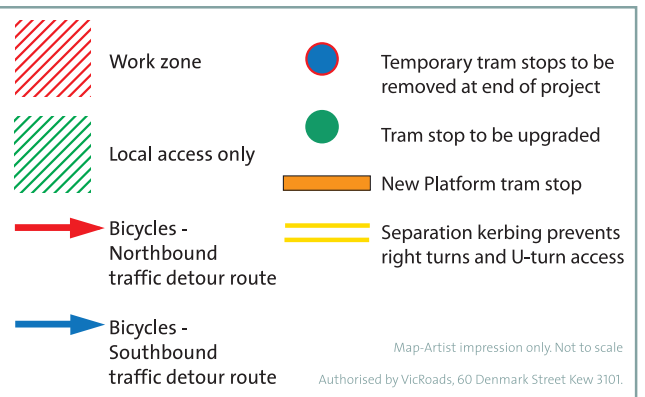 Work zone
Local access only
Bicycles -
Northbound
traffic detour route
Bicycles -
Southbound
traffic detour route
Temporary tram stops to be
removed at end of project
Tram stop to be upgraded
New Platform tram stop
Separation kerbing prevents
right turns and U-turn access
Map-Artist impression only. Not to scale
Authorised by VicRoads, 60 Denmark Street Kew 3101.